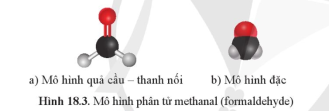 a) Mô hình quả cầu – thanh nối b) Mô hình đặc
Hình 18.3. Mô hình phân tử methanal (formaldehyde)